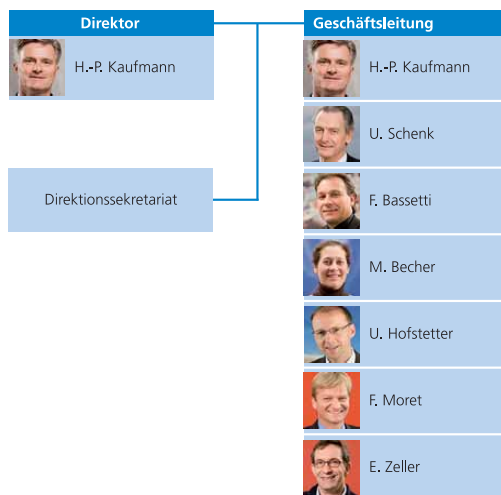 Direktor
H.-P. Kaufmann
Direktionssekretariat
Geschäftsleitung
H.-P. Kaufmann
U. Schenk
F. Bassetti
M. Becher
U. Hofstetter
F. Moret
E. Zeller